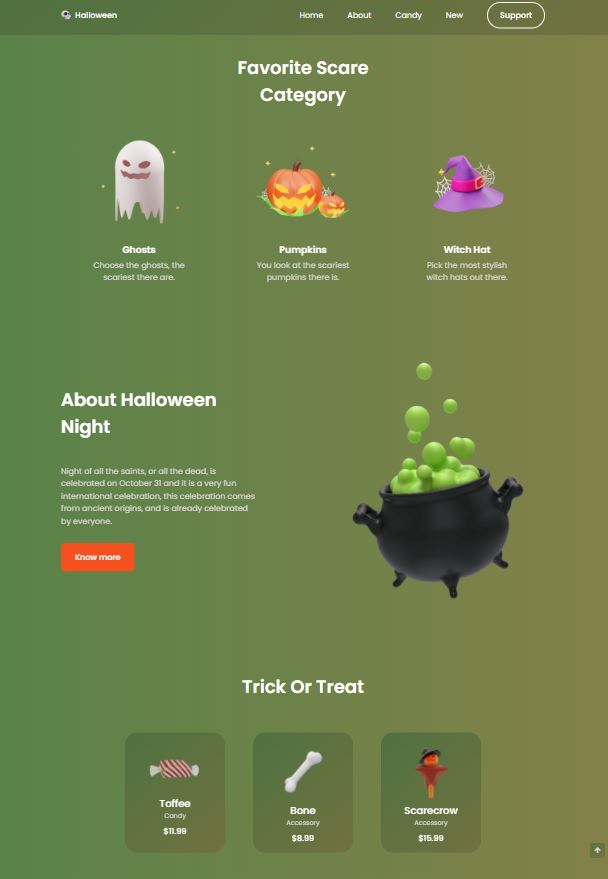 Halloween
Home About Candy New Support
Favorite Scare
Category
Ghosts
Choose the ghosts, the
scariest there are.
Pumpkins
You look at the scariest
pumpkins there is.
Witch Hat
Pick the most stylish
witch hats out there.
About Halloween
Night
Night of all the saints, or all the dead, is
celebrated on October 31 and it is a very fun
international celebration, this celebration comes
from ancient origins, and is already celebrated
by everyone.
Know more
Trick Or Treat
Toffee
Candy
$11.99
Bone
Accessory
$8.99
Scarecrow
Accessory
$15.99